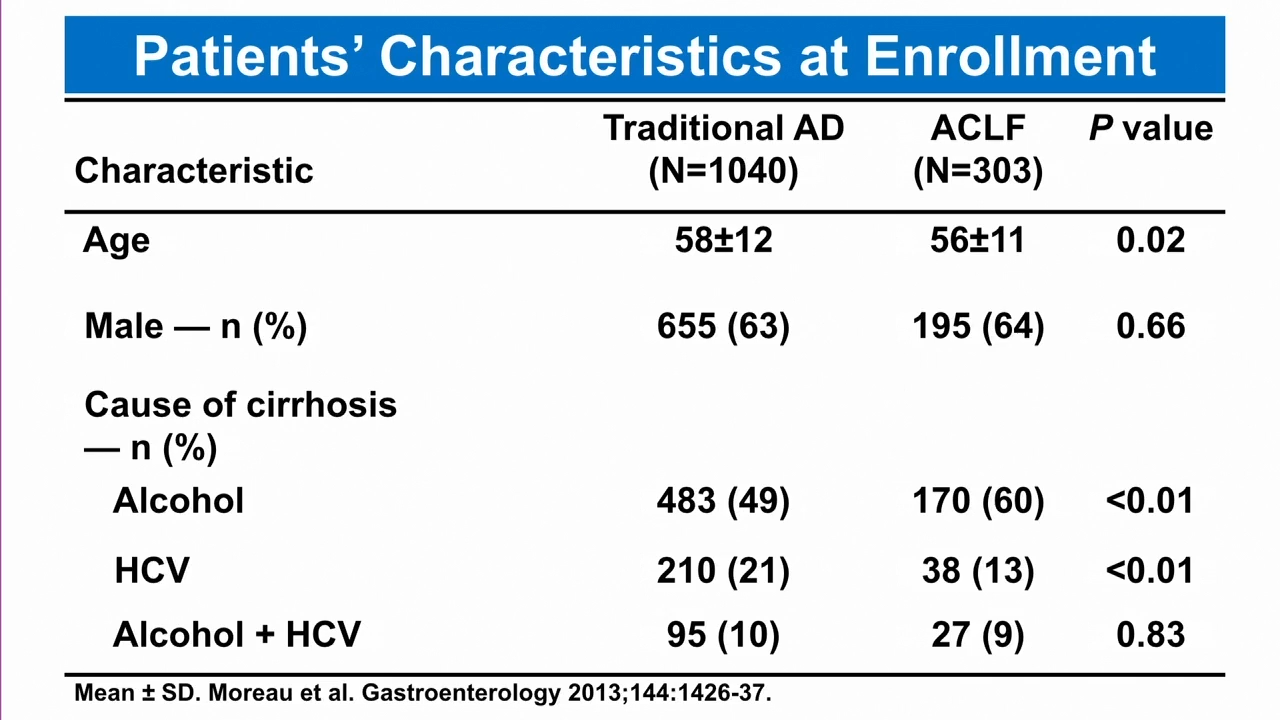 Patients’ Characteristics at Enrollment
Characteristic Traditional AD (N=1040) ACLF (N=303) P value
Age 58±12 56±11 0.02
Male — n (%) 655 (63) 195 (64) 0.66
Cause of cirrhosis
— n (%)
Alcohol 483 (49) 170 (60) <0.01
HCV 210 (21) 38 (13) <0.01
Alcohol + HCV 95 (10) 27 (9) 0.83
Mean ± SD. Moreau et al. Gastroenterology 2013;144:1426-37.